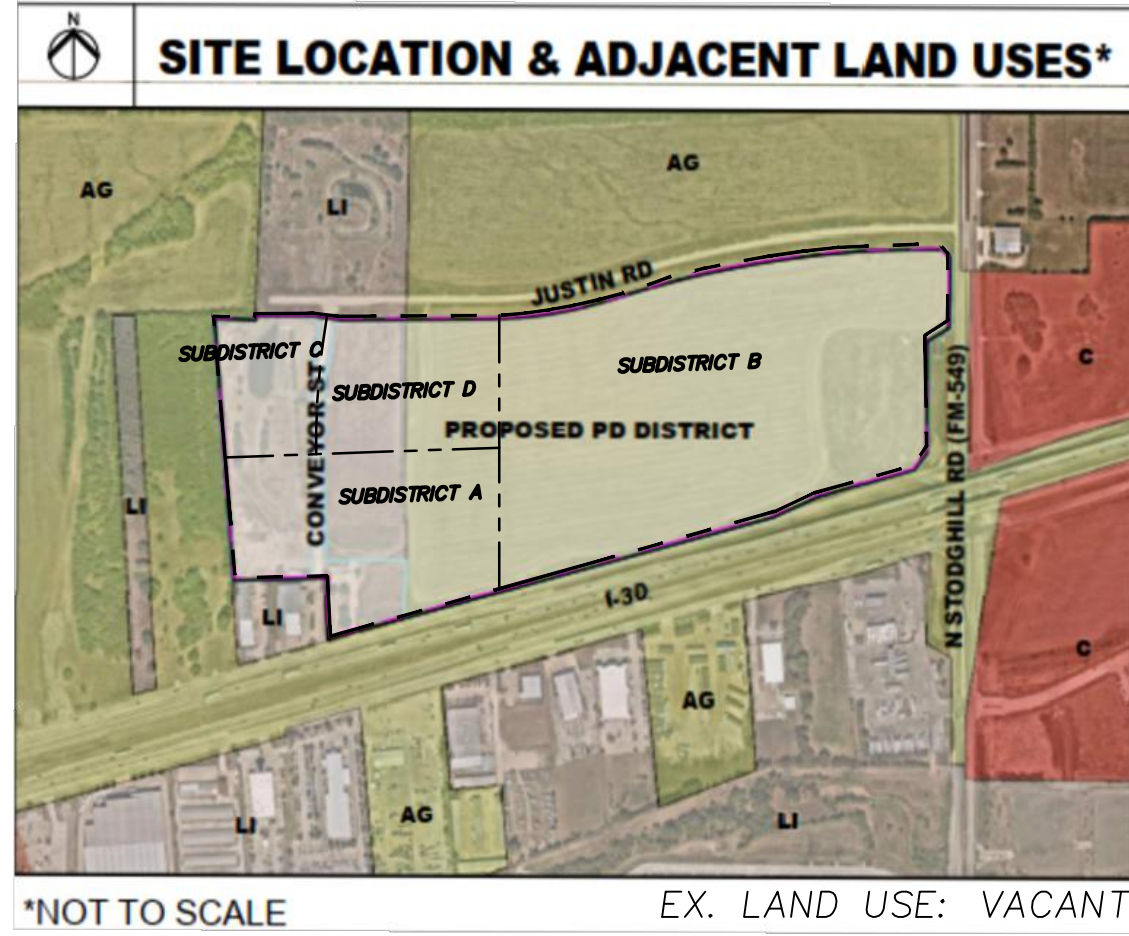 N
SITE LOCATION & ADJACENT LAND USES*
AG
AG
LI
JUSTIN RD
SUBDISTRICT C
SUBDISTRICT D
SUBDISTRICT B
C
PROPOSED PD DISTRICT
CONVEYOR ST
SUBDISTRICT A
LI
N STODGHILL RD (FM-549)
I-30
LI
C
AG
AG
LI
LI
*NOT TO SCALE
EX. LAND USE: VACANT